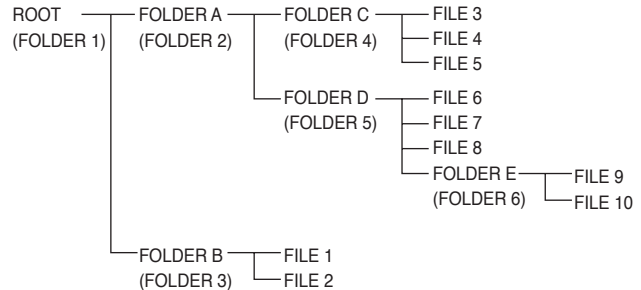 ROOT FOLDER A FOLDER C FILE 3
(FOLDER 1) (FOLDER 2) (FOLDER 4) FILE 4
FILE 5
FOLDER D FILE 6
(FOLDER 5) FILE 7
FILE 8
FOLDER E FILE 9
(FOLDER 6) FILE 10
FOLDER B FILE 1
(FOLDER 3) FILE 2